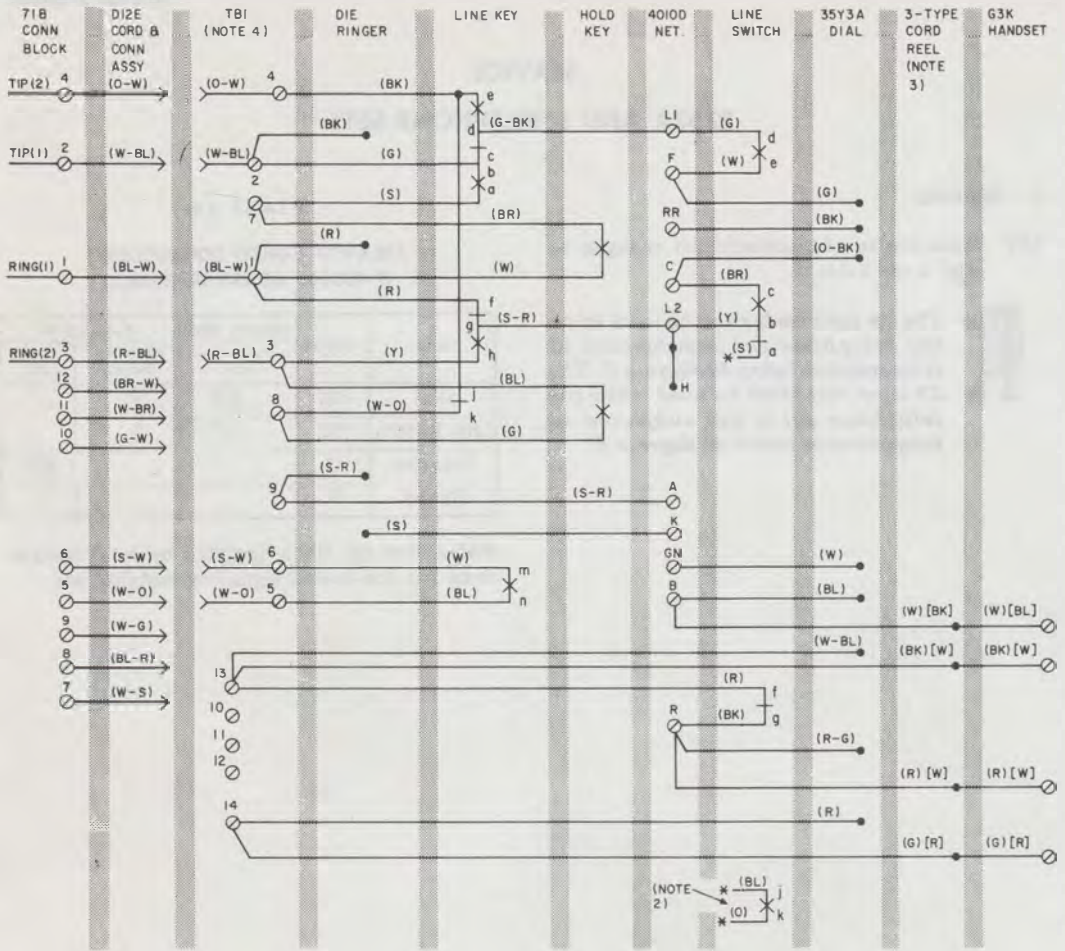 718 CONN BLOCK
D12E CORD & CONN ASSY
TB1 (NOTE 4)
DIE RINGER
LINE KEY
HOLD KEY
4010D NET.
LINE SWITCH
35Y3A DIAL
3-TYPE CORD REEL (NOTE 3)
G3K HANDSET
TIP(2) 4 (O-W) (O-W) 4 (BK) e
d (G-BK) L1 (G) d
(BK)
TIP(1) 2 (W-BL) (W-BL) (G) c F (W) e
2 b
(S) a (G)
7 (BR) RR (BK)
(R) (O-BK)
RING(1) 1 (BL-W) (BL-W) 1 (W) C (BR) c
(R) f
g (S-R) L2 (Y) b
h * (S) a
RING(2) 3 (R-BL) (R-BL) 3 (Y)
(BL) H
12 (BR-W) j
11 (W-BR) 8 (W-O) k
10 (G-W) (G)
(S-R)
9 (S-R) A
(S) K
6 (S-W) (S-W) 6 (W) m GN (W)
5 (W-O) (W-O) 5 (BL) n B (BL)
9 (W-G) (W)[BK] (W)[BL]
8 (BL-R) (W-BL) (BK)[W] (BK)[W]
13 (R) f
7 (W-S)
10 R (BK) g
11 (R-G)
12 (R)[W] (R)[W]
14 (R)
(G)[R] (G)[R]
(NOTE 2) * (BL) j
* (O) k